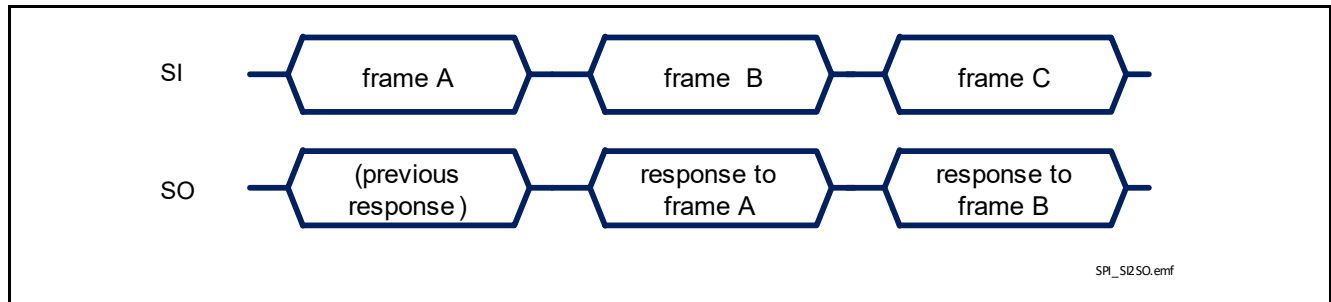 SI
frame A
frame B
frame C
SO
(previous
response)
response to
frame A
response to
frame B
SPI_SI2SO.emf